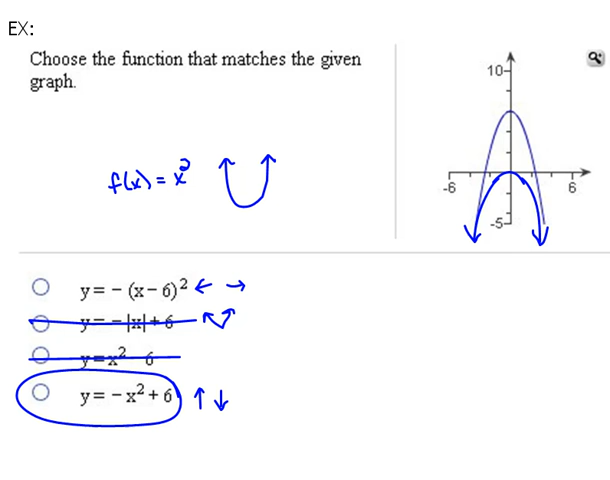 EX:
Choose the function that matches the given
graph.
f(x) = x²
10
-6
6
-5
y = - (x - 6)²
y = - |x| + 6
y = x² - 6
y = - x² + 6